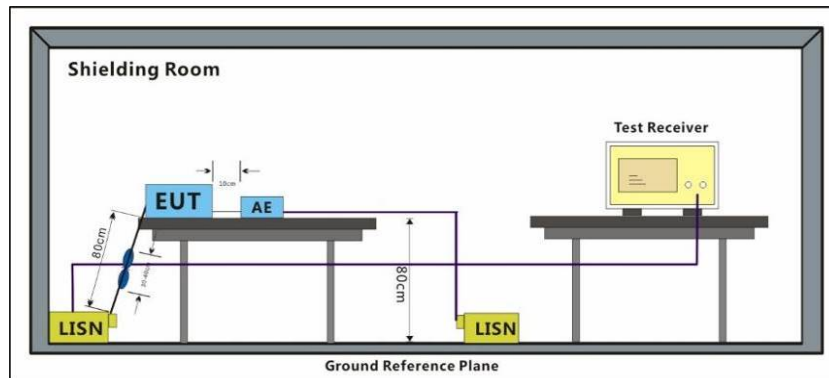 Shielding Room
Test Receiver
10cm
EUT
AE
80cm
80cm
LISN
LISN
Ground Reference Plane